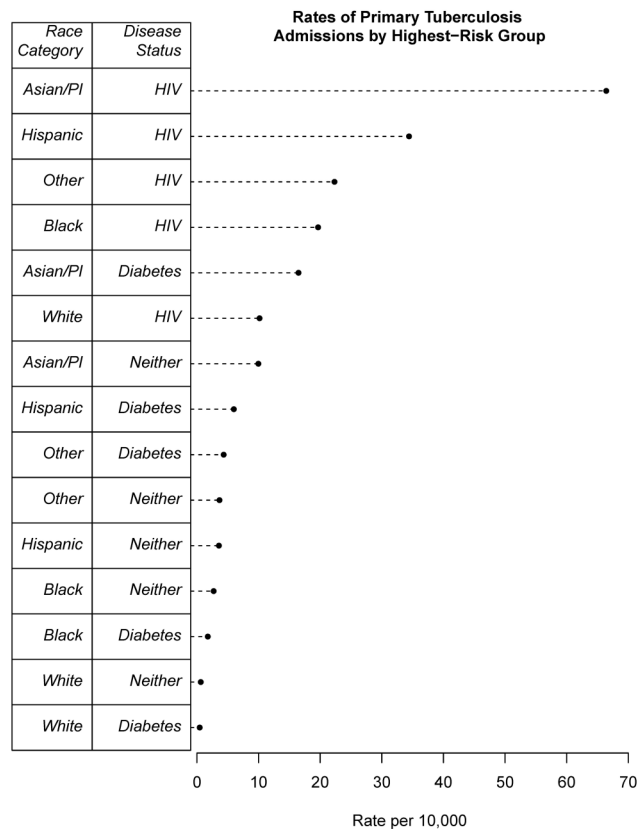 Rates of Primary Tuberculosis
Admissions by Highest−Risk Group
Race Disease
Category Status
Asian/PI HIV
Hispanic HIV
Other HIV
Black HIV
Asian/PI Diabetes
White HIV
Asian/PI Neither
Hispanic Diabetes
Other Diabetes
Other Neither
Hispanic Neither
Black Neither
Black Diabetes
White Neither
White Diabetes
0 10 20 30 40 50 60 70
Rate per 10,000